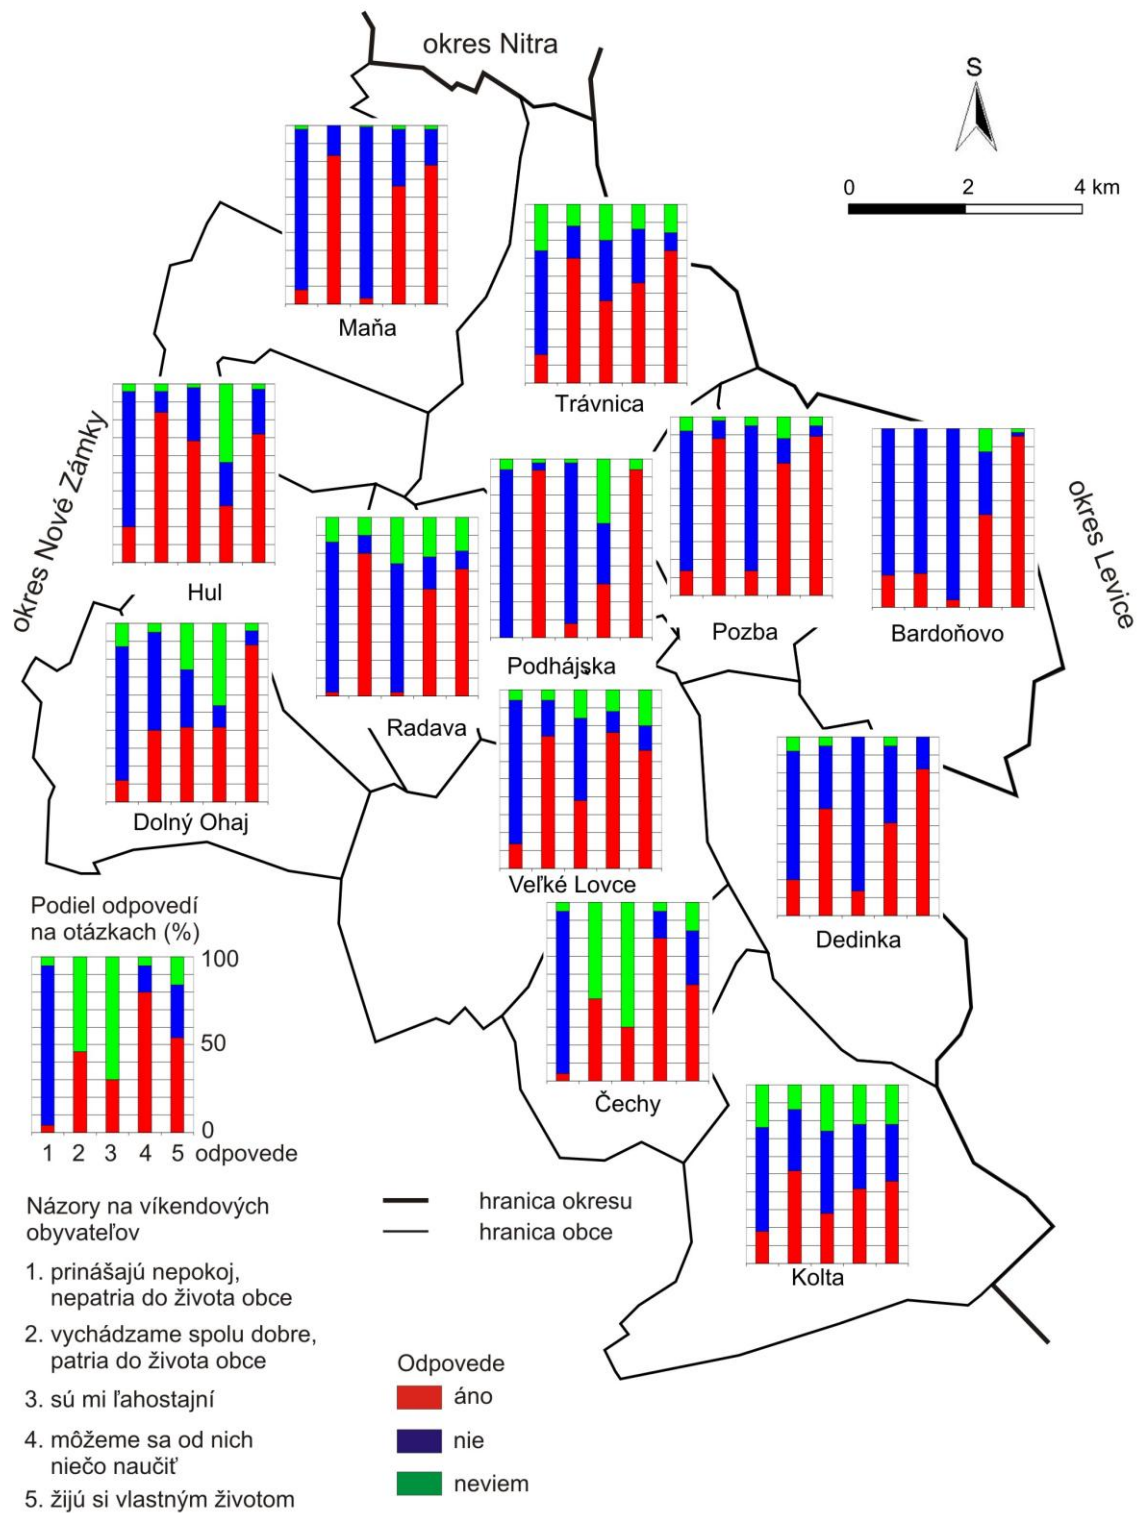 okres Nitra
S
0 2 4 km
Maňa
Trávnica
okres Nové Zámky
okres Levice
Hul
Podhájska
Pozba
Bardoňovo
Radava
Dolný Ohaj
Veľké Lovce
Dedinka
Čechy
Kolta
Podiel odpovedí
na otázkach (%)
100
50
0
1 2 3 4 5 odpovede
Názory na víkendových
obyvateľov
1. prinášajú nepokoj,
nepatria do života obce
2. vychádzame spolu dobre,
patria do života obce
3. sú mi ľahostajní
4. môžeme sa od nich
niečo naučiť
5. žijú si vlastným životom
hranica okresu
hranica obce
Odpovede
áno
nie
neviem